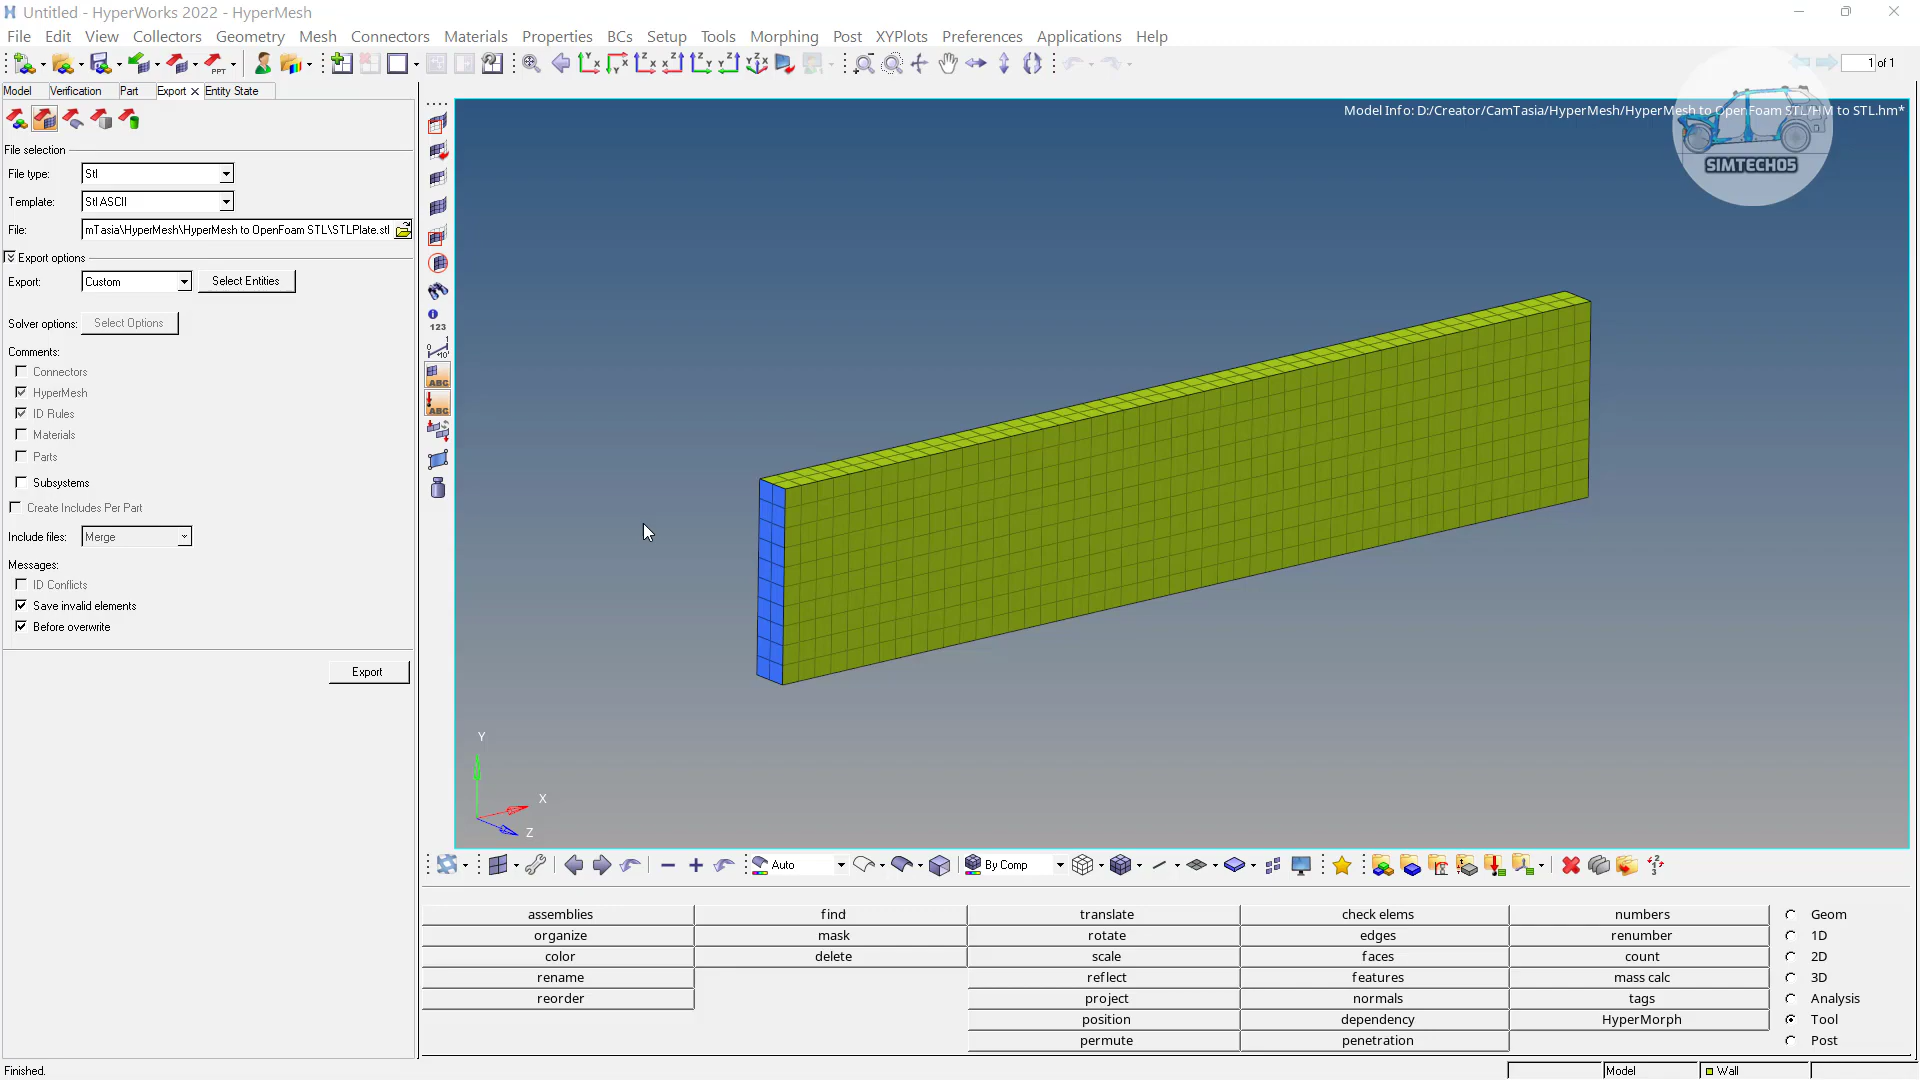 Untitled - HyperWorks 2022 - HyperMesh
File Edit View Collectors Geometry Mesh Connectors Materials Properties BCs Setup Tools Morphing Post XYPlots Preferences Applications Help
1 of 1
Model Verification Part Export Entity State
Model Info: D:/Creator/CamTasia/HyperMesh/HyperMesh to OpenFoam STL/HM to STL.hm*
SIMTECH05
File selection
File type: Stl
Template: Stl ASCII
File: mTasia\HyperMesh\HyperMesh to OpenFoam STL\STLPlate.stl
Export options
Export: Custom Select Entities
Solver options: Select Options
Comments:
Connectors
HyperMesh
ID Rules
Materials
Parts
Subsystems
Create Includes Per Part
Include files: Merge
Messages:
ID Conflicts
Save invalid elements
Before overwrite
Export
123
ABC
ABC
Y
X
Z
Auto By Comp
assemblies find translate check elems numbers Geom
organize mask rotate edges renumber 1D
color delete scale faces count 2D
rename reflect features mass calc 3D
reorder project normals tags Analysis
position dependency HyperMorph Tool
permute penetration Post
Finished. Model Wall